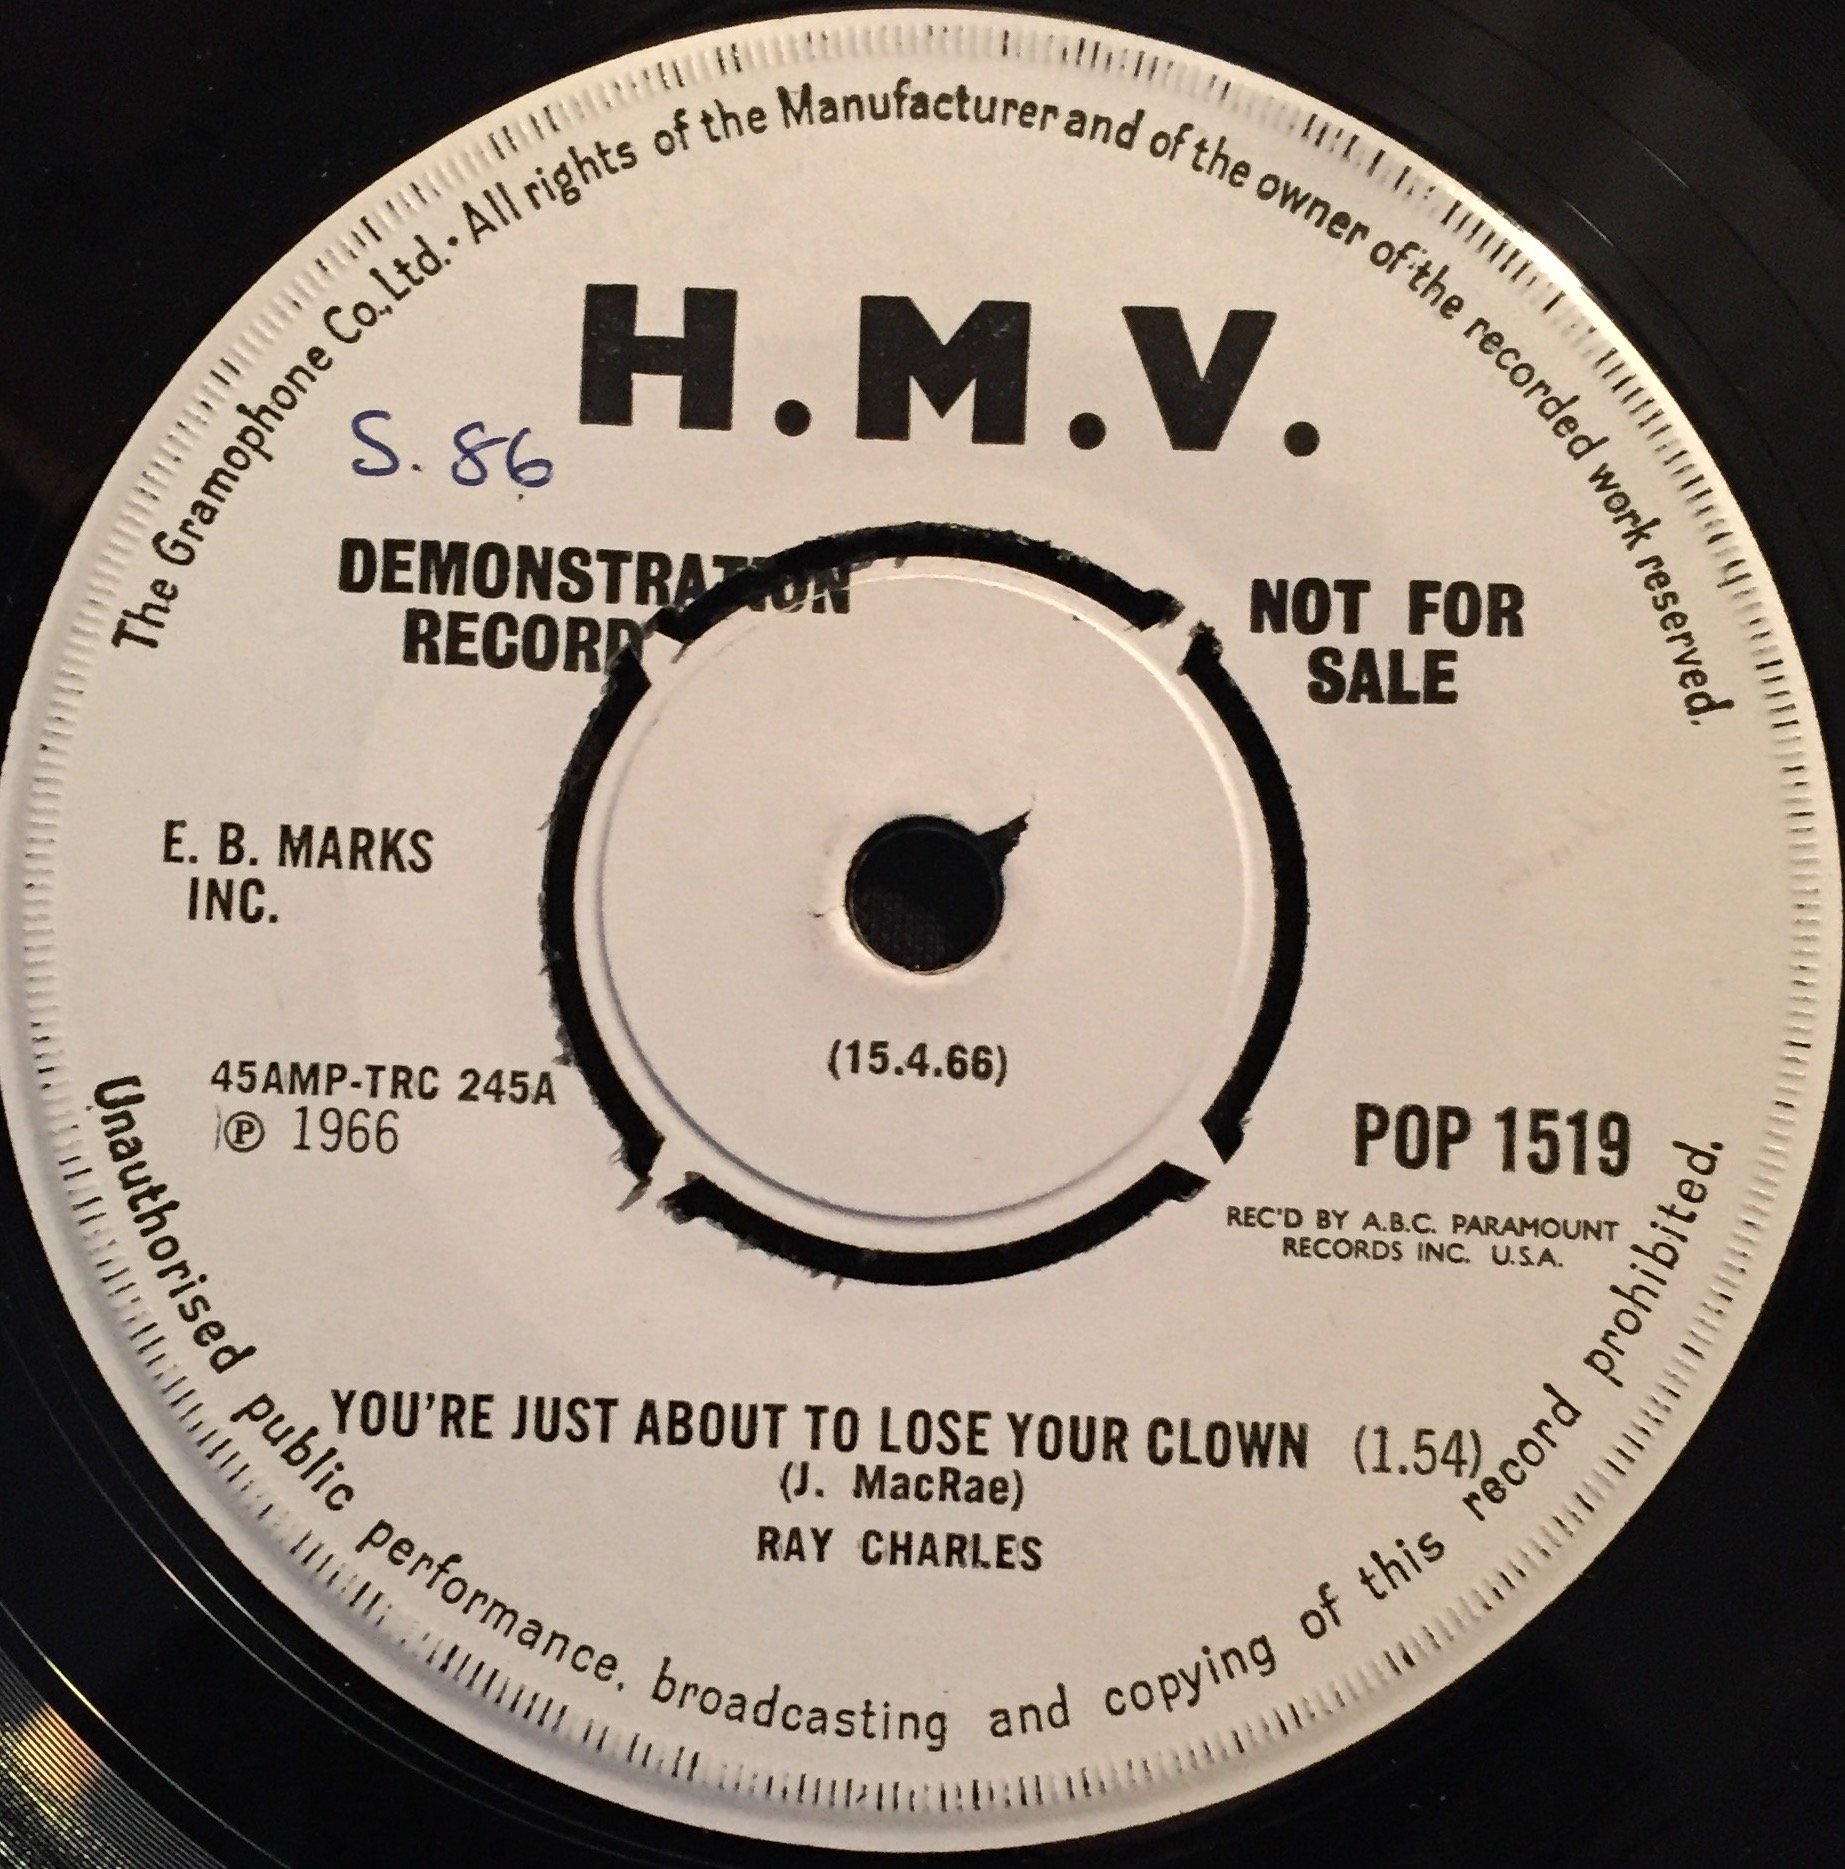 The Gramophone Co., Ltd. · All rights of the Manufacturer and of the owner of the recorded work reserved.
H.M.V.
S. 86
DEMONSTRATION
RECORD
NOT FOR
SALE
E. B. MARKS
INC.
(15.4.66)
45AMP-TRC 245A
℗ 1966
POP 1519
REC'D BY A.B.C. PARAMOUNT
RECORDS INC. U.S.A.
YOU'RE JUST ABOUT TO LOSE YOUR CLOWN (1.54)
(J. MacRae)
RAY CHARLES
Unauthorised public performance, broadcasting and copying of this record prohibited.